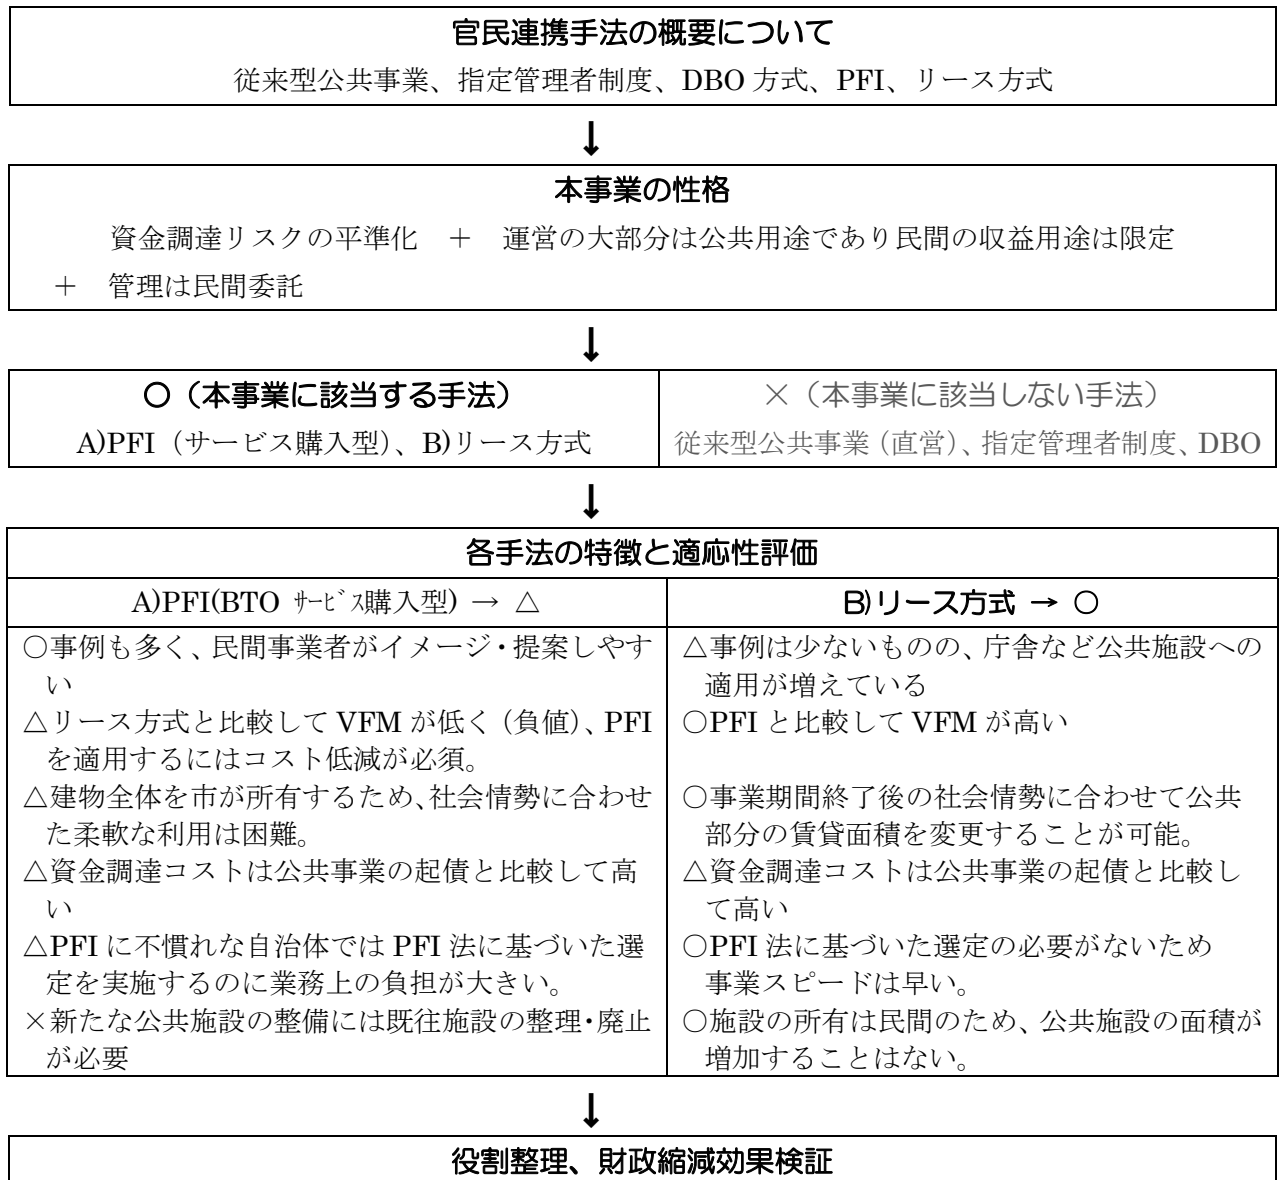 官民連携手法の概要について
従来型公共事業、指定管理者制度、DBO 方式、PFI、リース方式
↓
本事業の性格
資金調達リスクの平準化　＋　運営の大部分は公共用途であり民間の収益用途は限定
＋　管理は民間委託
↓
○（本事業に該当する手法）
A)PFI（サービス購入型）、B)リース方式
×（本事業に該当しない手法）
従来型公共事業（直営）、指定管理者制度、DBO
↓
各手法の特徴と適応性評価
A)PFI(BTO ｻｰﾋﾞｽ購入型) → △
○事例も多く、民間事業者がイメージ・提案しやす
い
△リース方式と比較して VFM が低く（負値）、PFI
を適用するにはコスト低減が必須。
△建物全体を市が所有するため、社会情勢に合わせ
た柔軟な利用は困難。
△資金調達コストは公共事業の起債と比較して高
い
△PFI に不慣れな自治体では PFI 法に基づいた選
定を実施するのに業務上の負担が大きい。
×新たな公共施設の整備には既往施設の整理・廃止
が必要
B)リース方式 → ○
△事例は少ないものの、庁舎など公共施設への
適用が増えている
○PFI と比較して VFM が高い
○事業期間終了後の社会情勢に合わせて公共
部分の賃貸面積を変更することが可能。
△資金調達コストは公共事業の起債と比較し
て高い
○PFI 法に基づいた選定の必要がないため
事業スピードは早い。
○施設の所有は民間のため、公共施設の面積が
増加することはない。
↓
役割整理、財政縮減効果検証